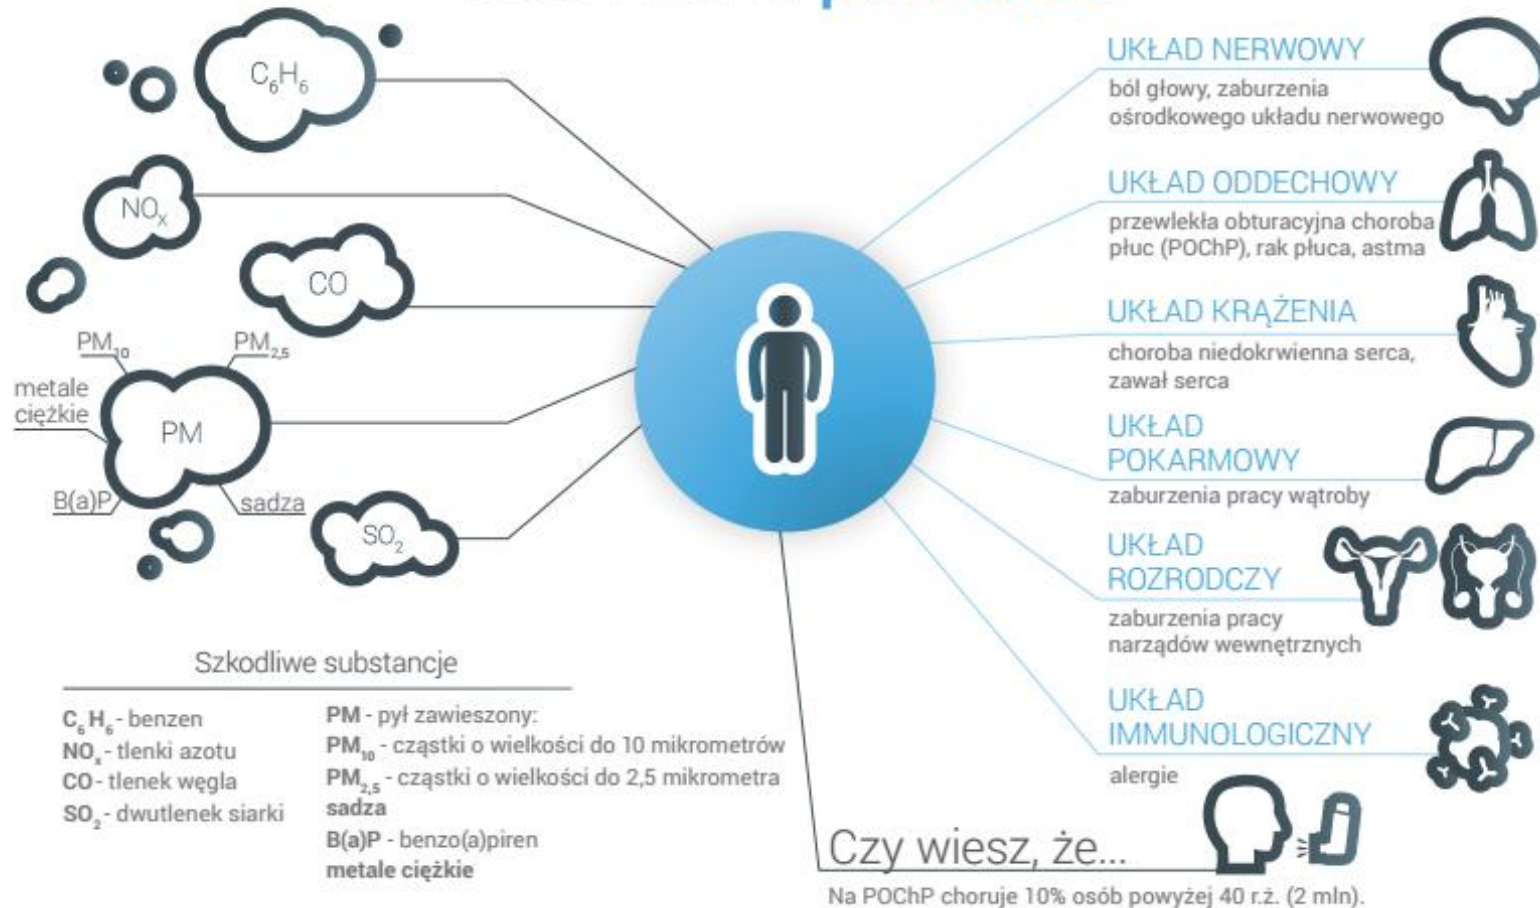 C₆H₆
NOₓ
CO
PM₁₀
PM₂,₅
metale
ciężkie
PM
B(a)P
sadza
SO₂
Szkodliwe substancje
C₆H₆ - benzen
NOₓ - tlenki azotu
CO - tlenek węgla
SO₂ - dwutlenek siarki
PM - pył zawieszony:
PM₁₀ - cząstki o wielkości do 10 mikrometrów
PM₂,₅ - cząstki o wielkości do 2,5 mikrometra
sadza
B(a)P - benzo(a)piren
metale ciężkie
UKŁAD NERWOWY
ból głowy, zaburzenia
ośrodkowego układu nerwowego
UKŁAD ODDECHOWY
przewlekła obturacyjna choroba
płuc (POChP), rak płuca, astma
UKŁAD KRĄŻENIA
choroba niedokrwienna serca,
zawał serca
UKŁAD
POKARMOWY
zaburzenia pracy wątroby
UKŁAD
ROZRODCZY
zaburzenia pracy
narządów wewnętrznych
UKŁAD
IMMUNOLOGICZNY
alergie
Czy wiesz, że...
Na POChP choruje 10% osób powyżej 40 r.ż. (2 mln).